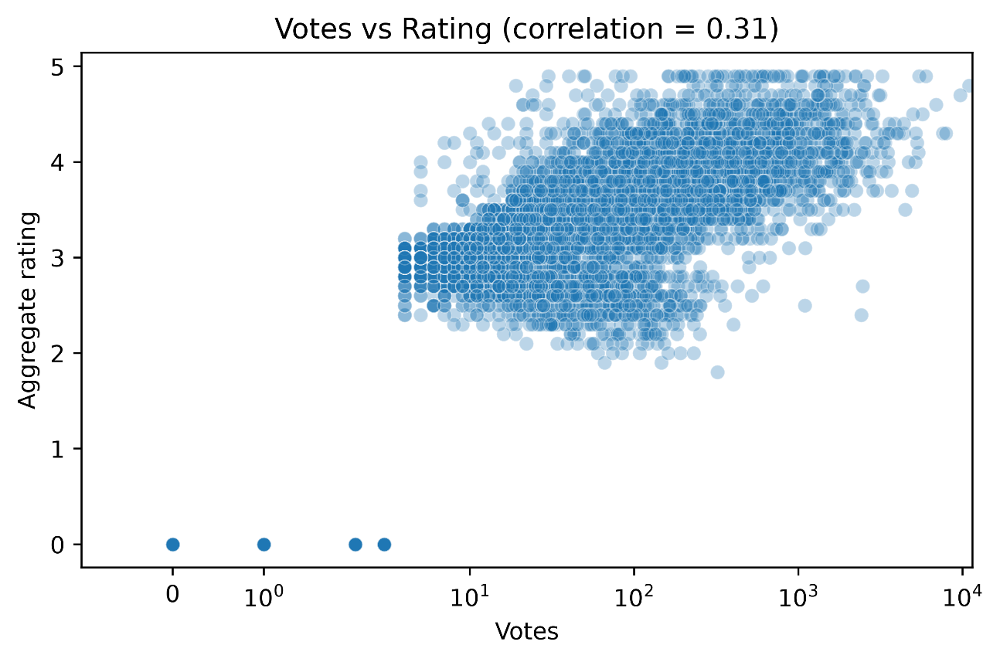 Votes vs Rating (correlation = 0.31)
5
4
3
2
1
0
Aggregate rating
0 10⁰ 10¹ 10² 10³ 10⁴
Votes